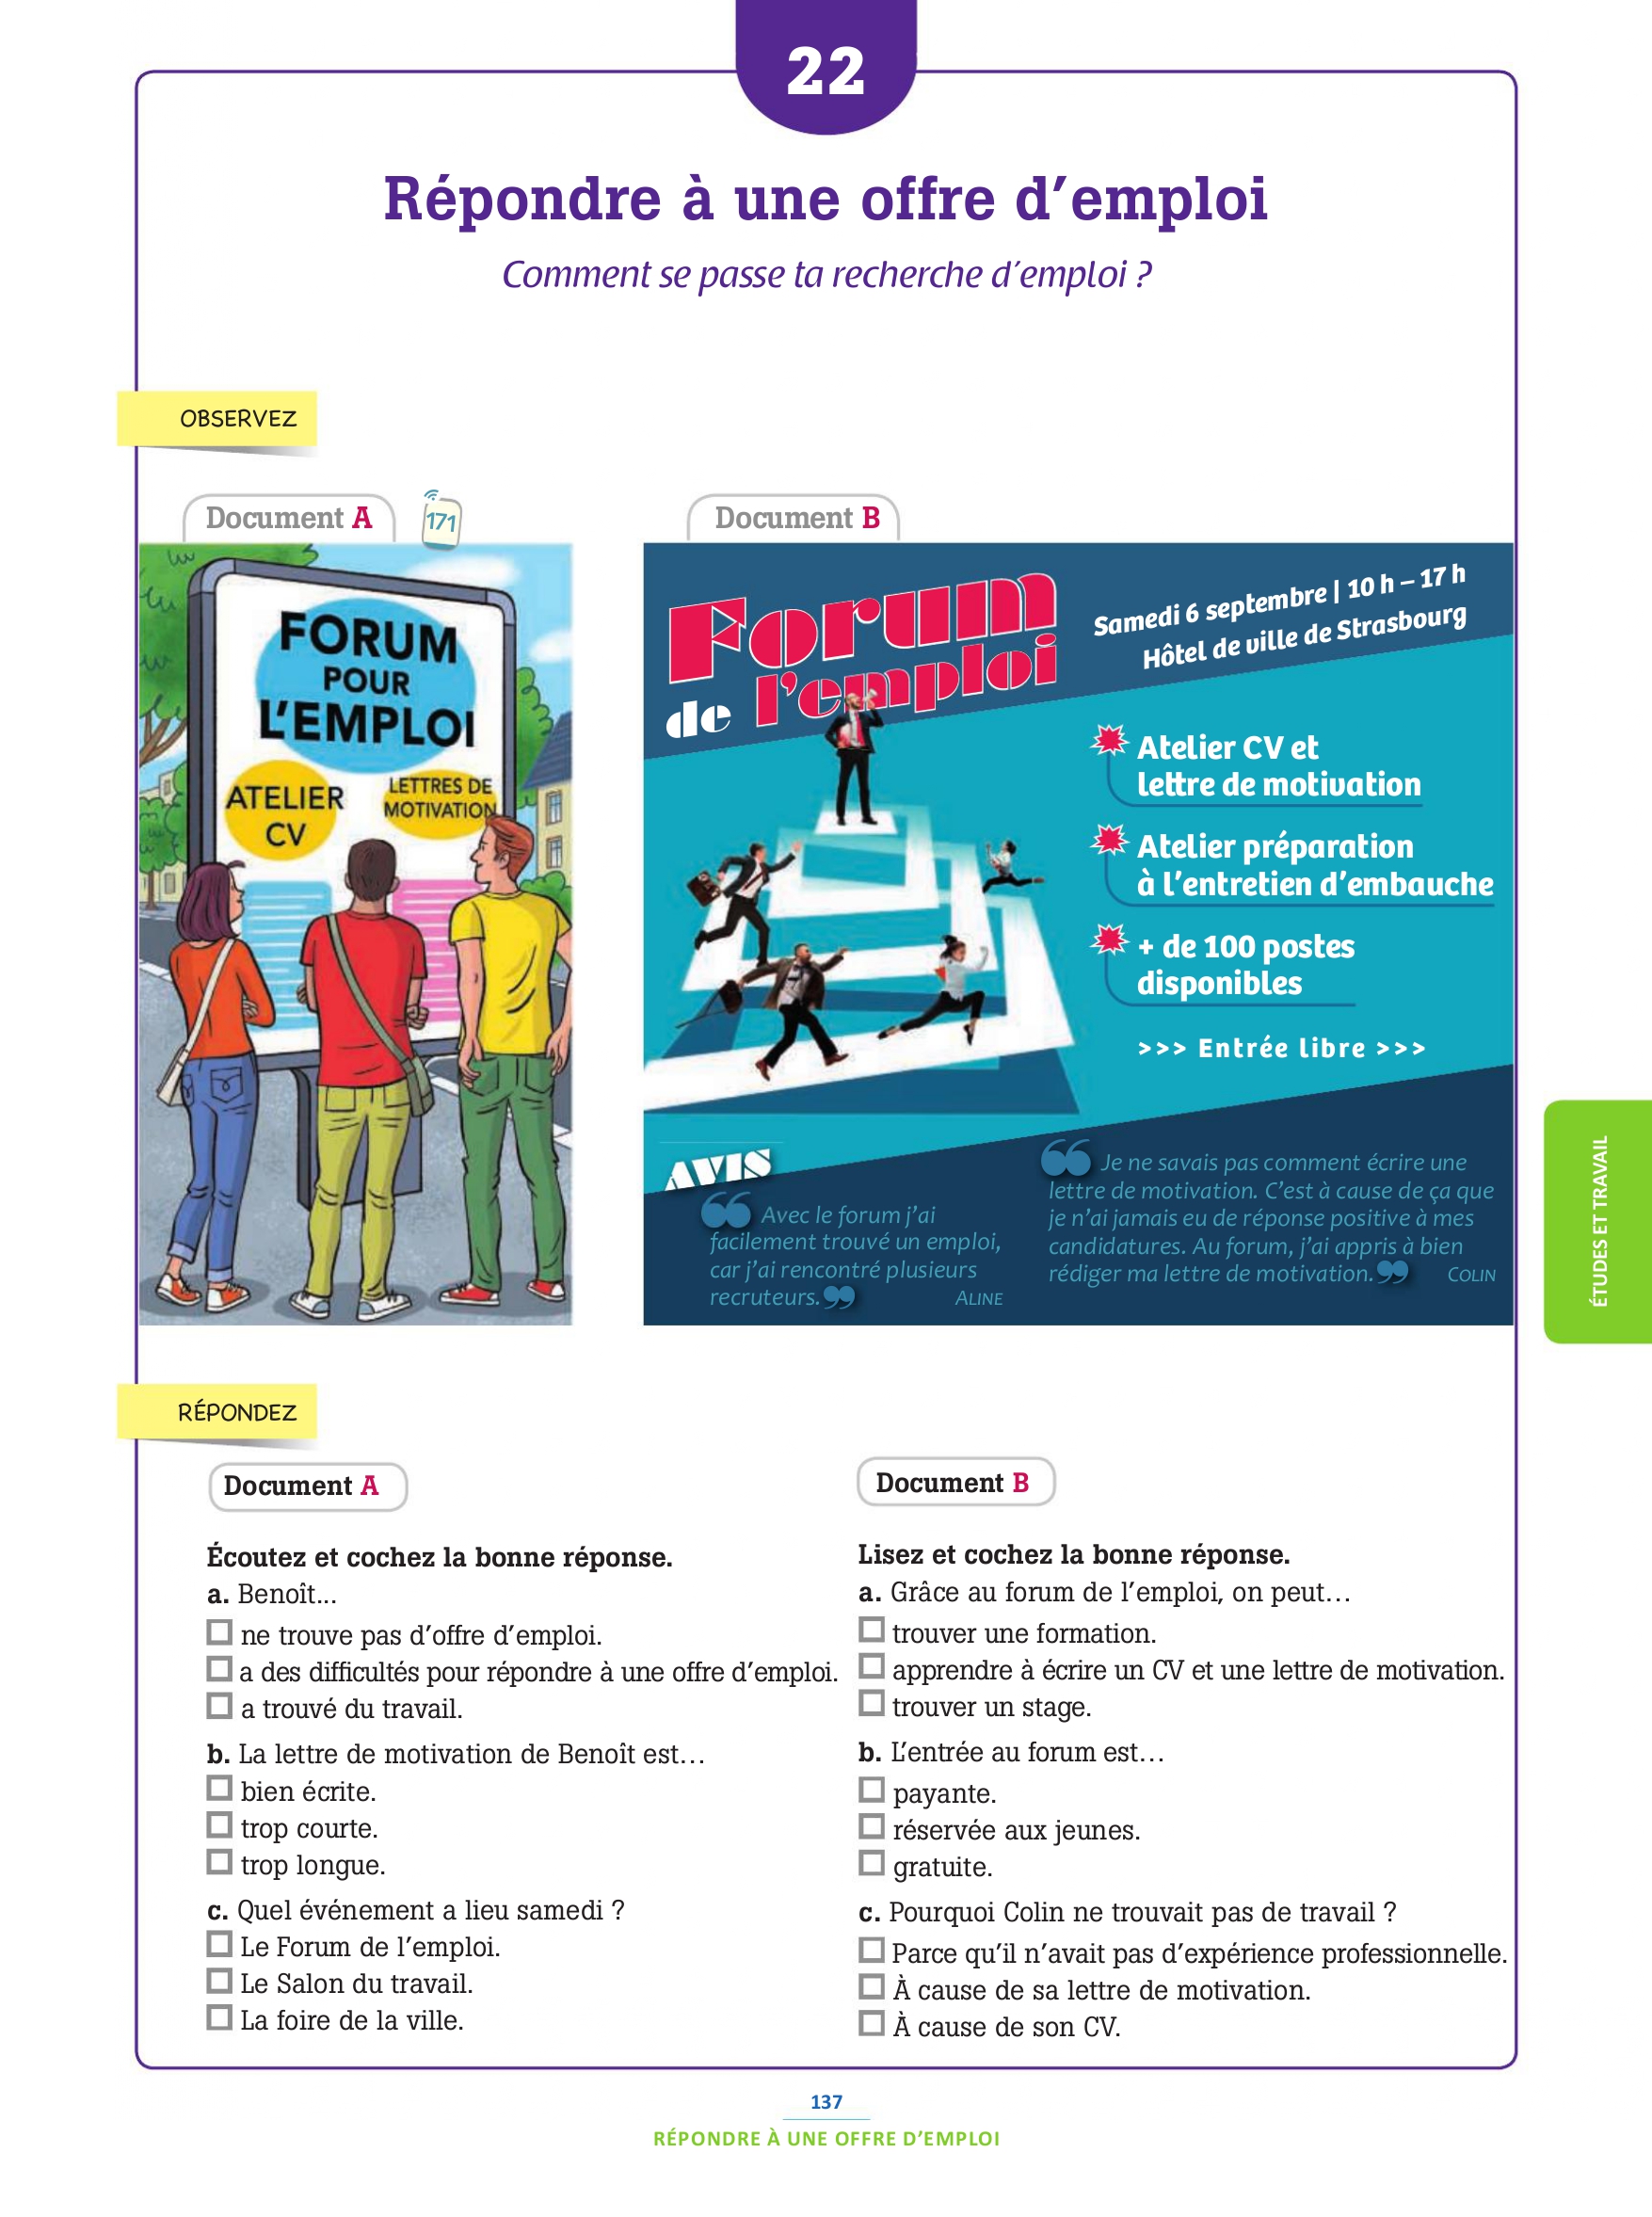 22
Répondre à une offre d’emploi
Comment se passe ta recherche d’emploi ?
OBSERVEZ
Document A
171
FORUM
POUR
L’EMPLOI
ATELIER
CV
LETTRES DE
MOTIVATION
Document B
Forum
de l’emploi
Samedi 6 septembre | 10 h – 17 h
Hôtel de ville de Strasbourg
Atelier CV et
lettre de motivation
Atelier préparation
à l’entretien d’embauche
+ de 100 postes
disponibles
>>> Entrée libre >>>
AVIS
“ Avec le forum j’ai
facilement trouvé un emploi,
car j’ai rencontré plusieurs
recruteurs. ” ALINE
“ Je ne savais pas comment écrire une
lettre de motivation. C’est à cause de ça que
je n’ai jamais eu de réponse positive à mes
candidatures. Au forum, j’ai appris à bien
rédiger ma lettre de motivation. ” COLIN
ÉTUDES ET TRAVAIL
RÉPONDEZ
Document A
Écoutez et cochez la bonne réponse.
a. Benoît...
ne trouve pas d’offre d’emploi.
a des difficultés pour répondre à une offre d’emploi.
a trouvé du travail.
b. La lettre de motivation de Benoît est…
bien écrite.
trop courte.
trop longue.
c. Quel événement a lieu samedi ?
Le Forum de l’emploi.
Le Salon du travail.
La foire de la ville.
Document B
Lisez et cochez la bonne réponse.
a. Grâce au forum de l’emploi, on peut…
trouver une formation.
apprendre à écrire un CV et une lettre de motivation.
trouver un stage.
b. L’entrée au forum est…
payante.
réservée aux jeunes.
gratuite.
c. Pourquoi Colin ne trouvait pas de travail ?
Parce qu’il n’avait pas d’expérience professionnelle.
À cause de sa lettre de motivation.
À cause de son CV.
137
RÉPONDRE À UNE OFFRE D’EMPLOI